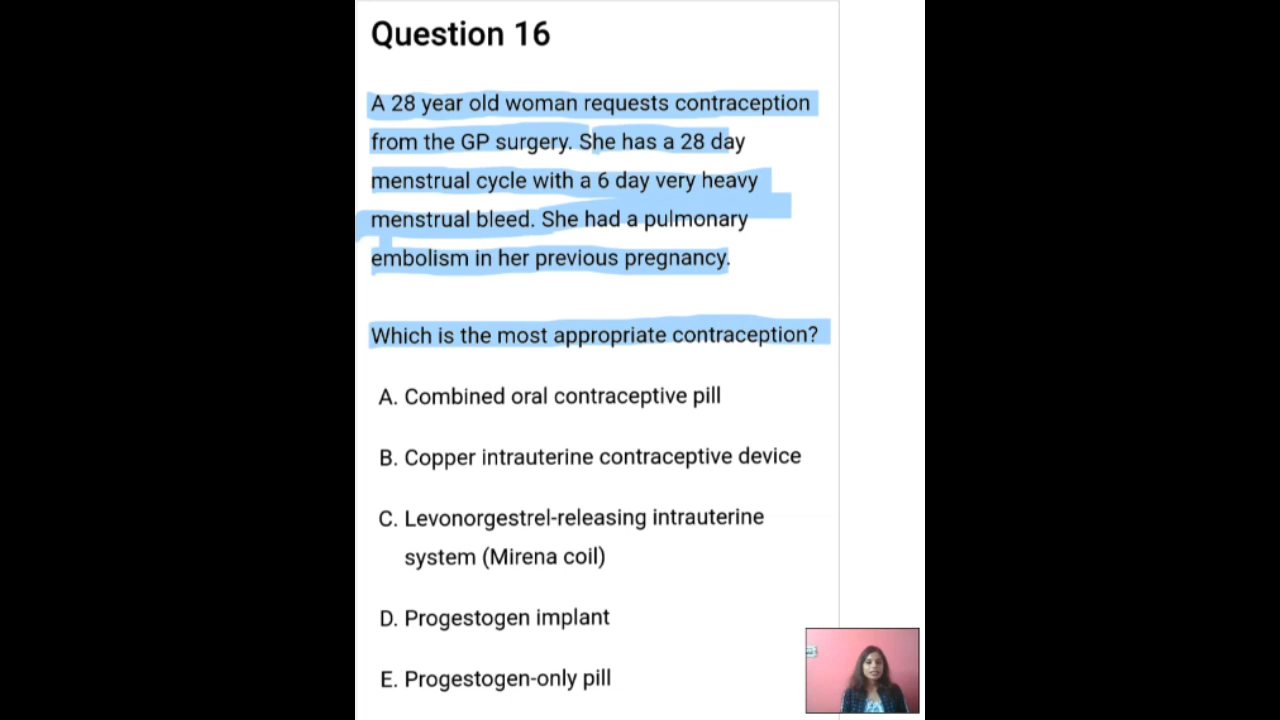 Question 16
A 28 year old woman requests contraception
from the GP surgery. She has a 28 day
menstrual cycle with a 6 day very heavy
menstrual bleed. She had a pulmonary
embolism in her previous pregnancy.
Which is the most appropriate contraception?
A. Combined oral contraceptive pill
B. Copper intrauterine contraceptive device
C. Levonorgestrel-releasing intrauterine
system (Mirena coil)
D. Progestogen implant
E. Progestogen-only pill